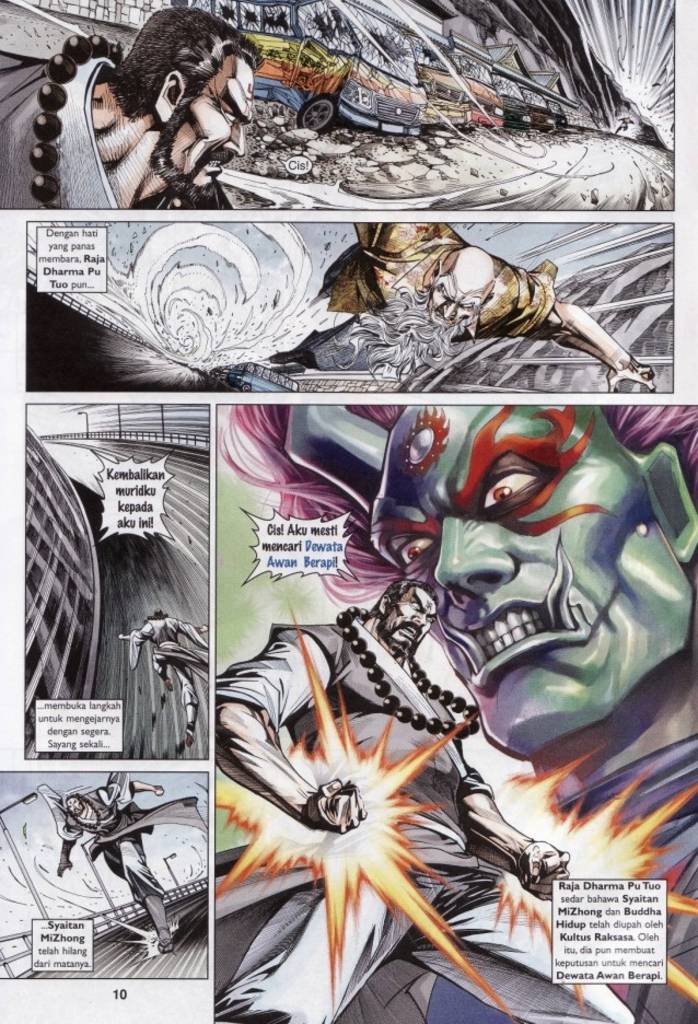 Cis!
Dengan hati
yang panas
membara, Raja
Dharma Pu
Tuo pun...
Kembalikan
muridku
kepada
aku ini!
...membuka langkah
untuk mengejarnya
dengan segera.
Sayang sekali...
...Syaitan
MiZhong
telah hilang
dari matanya.
Cis! Aku mesti
mencari Dewata
Awan Berapi!
Raja Dharma Pu Tuo
sedar bahawa Syaitan
MiZhong dan Buddha
Hidup telah diupah oleh
Kultus Raksasa. Oleh
itu, dia pun membuat
keputusan untuk mencari
Dewata Awan Berapi.
10